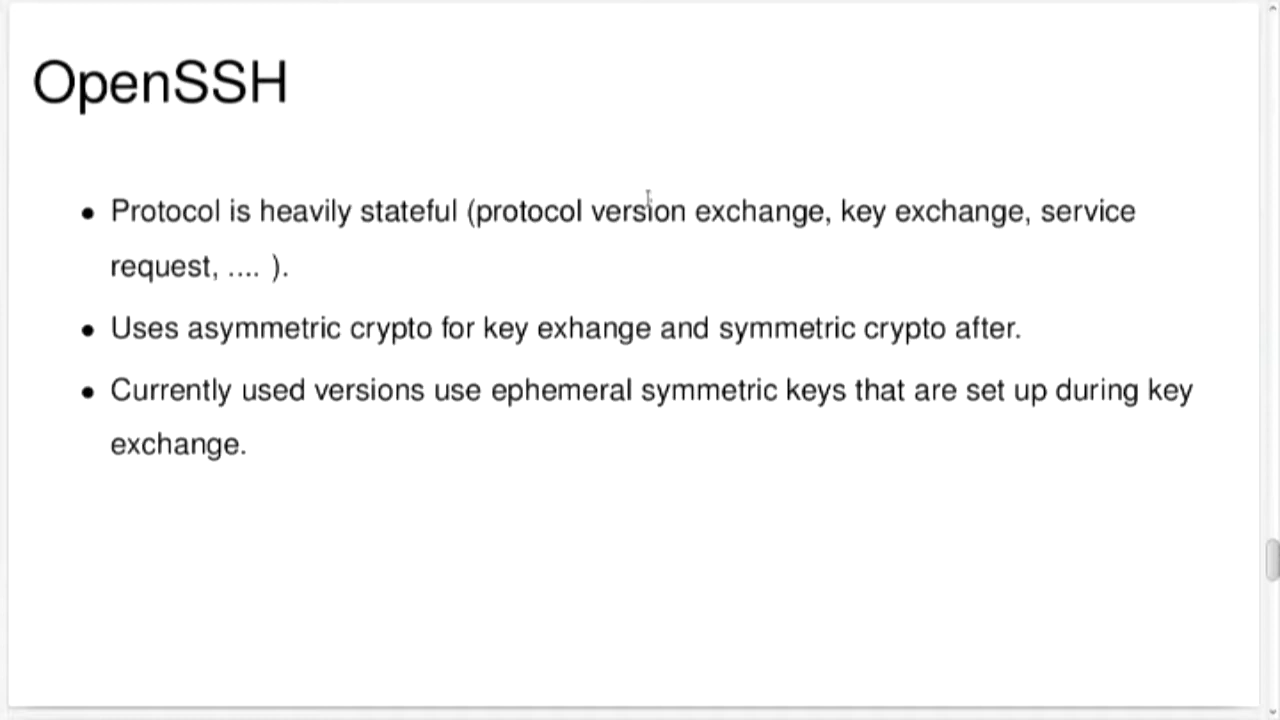 OpenSSH
• Protocol is heavily stateful (protocol version exchange, key exchange, service
request, .... ).
• Uses asymmetric crypto for key exhange and symmetric crypto after.
• Currently used versions use ephemeral symmetric keys that are set up during key
exchange.